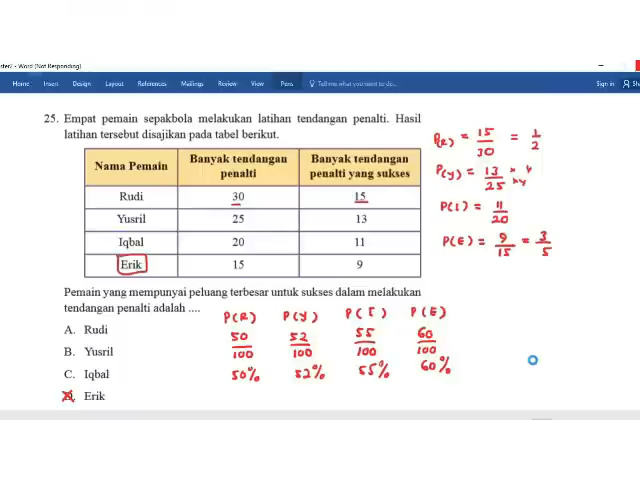 ster2 - Word (Not Responding)
Home Insert Design Layout References Mailings Review View Pens Tell me what you want to do... Sign in Sha
25. Empat pemain sepakbola melakukan latihan tendangan penalti. Hasil
latihan tersebut disajikan pada tabel berikut.
Nama Pemain Banyak tendangan penalti Banyak tendangan penalti yang sukses
Rudi 30 15
Yusril 25 13
Iqbal 20 11
Erik 15 9
P(R) = 15/30 = 1/2
P(Y) = 13/25 ×4 ×4
P(I) = 11/20
P(E) = 9/15 = 3/5
Pemain yang mempunyai peluang terbesar untuk sukses dalam melakukan
tendangan penalti adalah ....
A. Rudi
B. Yusril
C. Iqbal
D. Erik
P(R) P(Y) P(I) P(E)
50/100 52/100 55/100 60/100
50% 52% 55% 60%